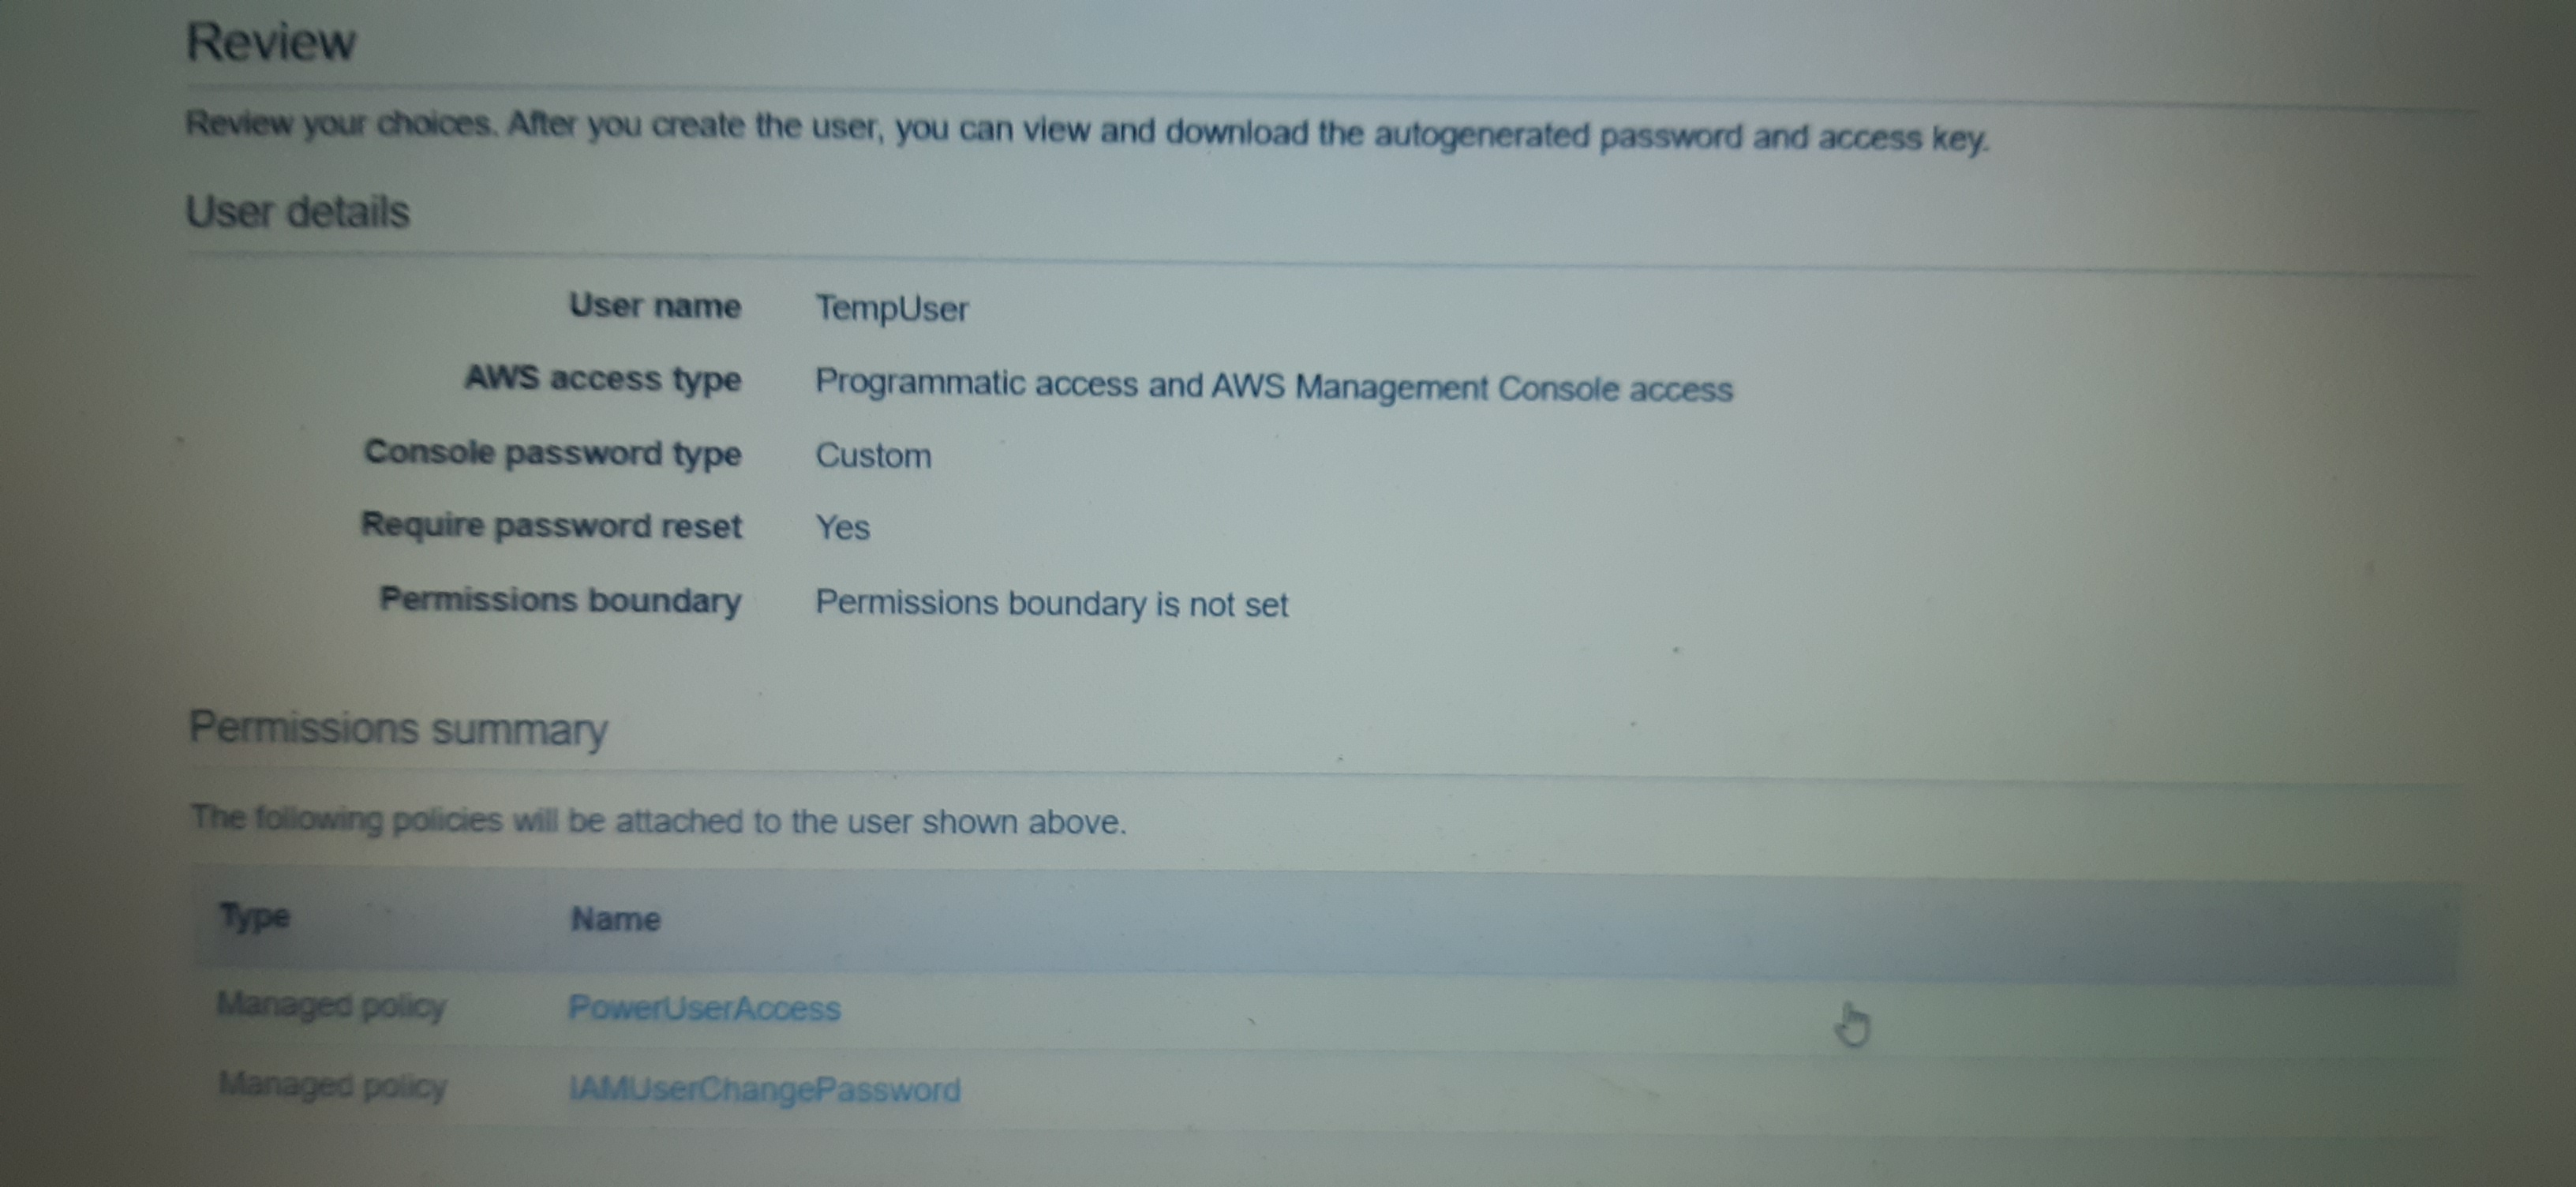 Review
Review your choices. After you create the user, you can view and download the autogenerated password and access key.
User details
User name TempUser
AWS access type Programmatic access and AWS Management Console access
Console password type Custom
Require password reset Yes
Permissions boundary Permissions boundary is not set
Permissions summary
The following policies will be attached to the user shown above.
Type Name
Managed policy PowerUserAccess
Managed policy IAMUserChangePassword